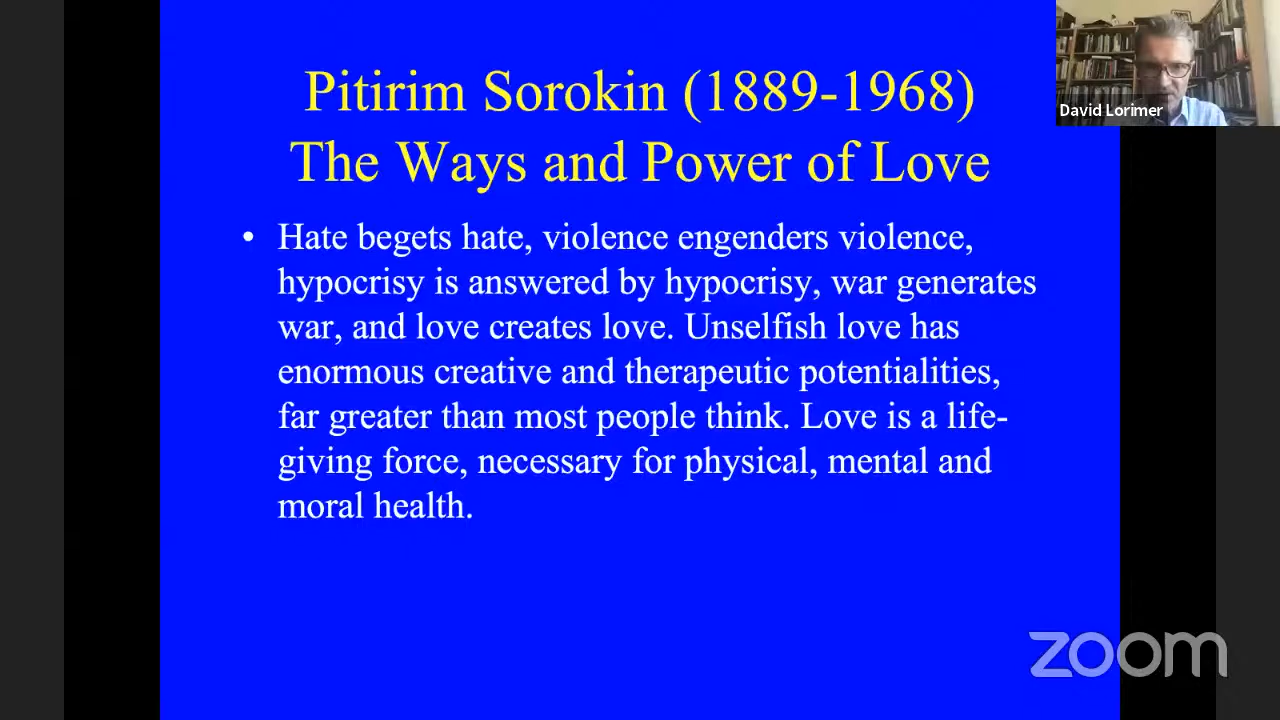 Pitirim Sorokin (1889-1968)
The Ways and Power of Love
• Hate begets hate, violence engenders violence,
hypocrisy is answered by hypocrisy, war generates
war, and love creates love. Unselfish love has
enormous creative and therapeutic potentialities,
far greater than most people think. Love is a life-
giving force, necessary for physical, mental and
moral health.
David Lorimer
zoom